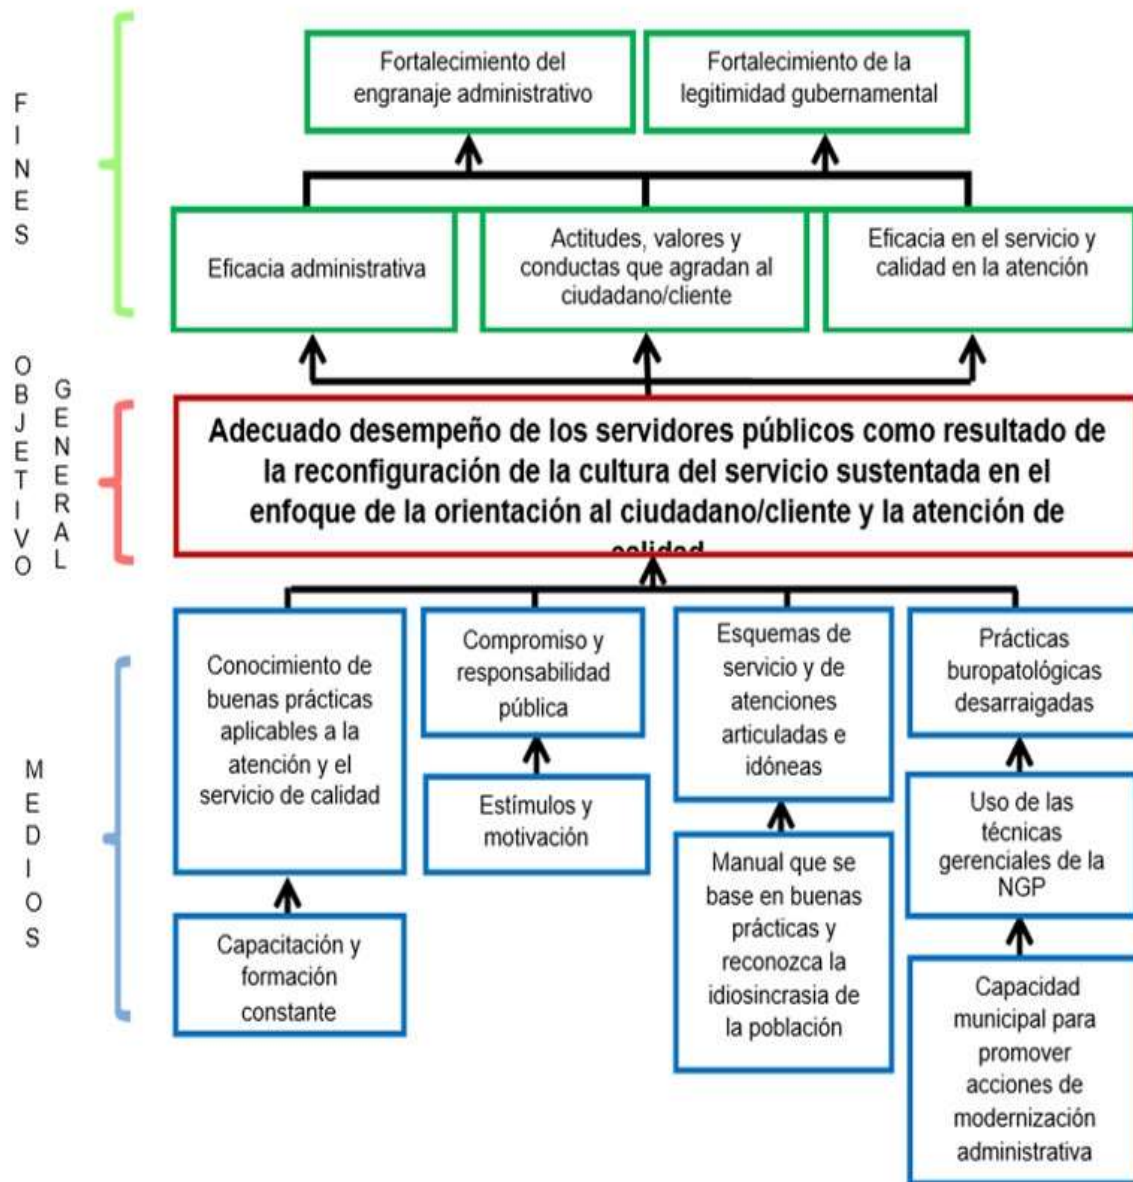 FINES
Fortalecimiento del
engranaje administrativo
Fortalecimiento de la
legitimidad gubernamental
Eficacia administrativa
Actitudes, valores y
conductas que agradan al
ciudadano/cliente
Eficacia en el servicio y
calidad en la atención
OBJETIVO
GENERAL
Adecuado desempeño de los servidores públicos como resultado de
la reconfiguración de la cultura del servicio sustentada en el
enfoque de la orientación al ciudadano/cliente y la atención de
calidad
MEDIOS
Conocimiento de
buenas prácticas
aplicables a la
atención y el
servicio de calidad
Capacitación y
formación
constante
Compromiso y
responsabilidad
pública
Estímulos y
motivación
Esquemas de
servicio y de
atenciones
articuladas e
idóneas
Manual que se
base en buenas
prácticas y
reconozca la
idiosincrasia de
la población
Prácticas
buropatológicas
desarraigadas
Uso de las
técnicas
gerenciales de la
NGP
Capacidad
municipal para
promover
acciones de
modernización
administrativa